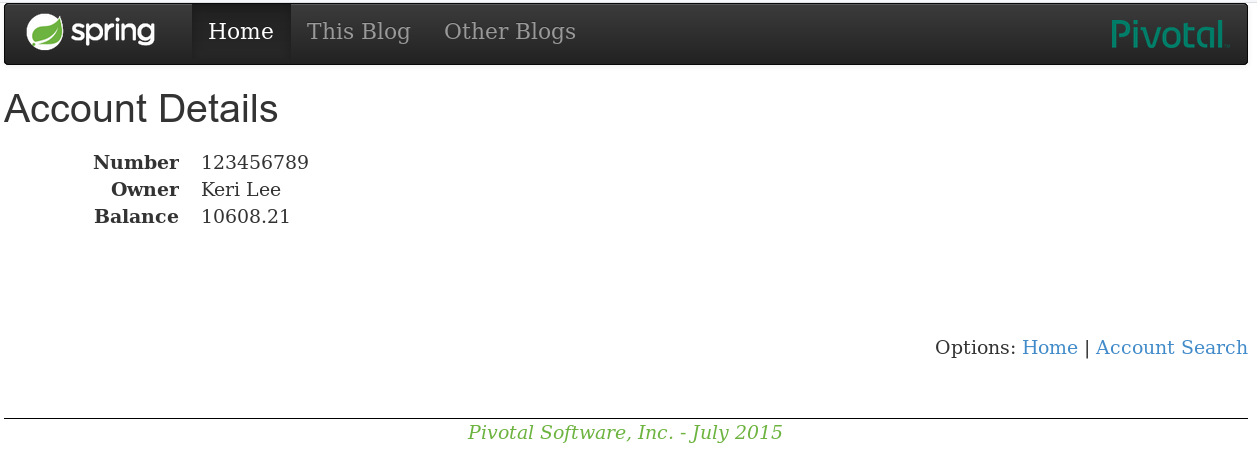 spring Home This Blog Other Blogs Pivotal
Account Details
Number 123456789
Owner Keri Lee
Balance 10608.21
Options: Home | Account Search
Pivotal Software, Inc. - July 2015